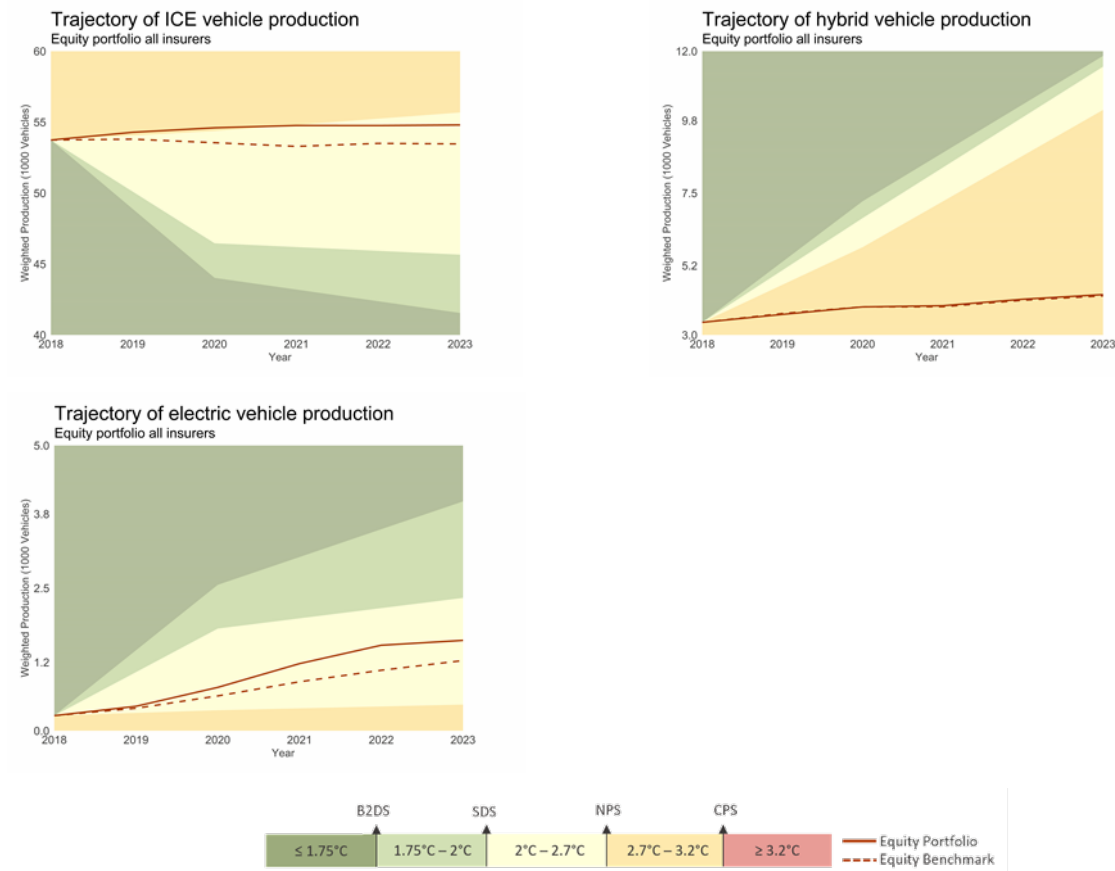 Trajectory of ICE vehicle production
Equity portfolio all insurers
Weighted Production (1000 Vehicles)
60
55
50
45
40
2018 2019 2020 2021 2022 2023
Year
Trajectory of hybrid vehicle production
Equity portfolio all insurers
Weighted Production (1000 Vehicles)
12.0
9.8
7.5
5.2
3.0
2018 2019 2020 2021 2022 2023
Year
Trajectory of electric vehicle production
Equity portfolio all insurers
Weighted Production (1000 Vehicles)
5.0
3.8
2.5
1.2
0.0
2018 2019 2020 2021 2022 2023
Year
B2DS SDS NPS CPS
≤ 1.75°C 1.75°C – 2°C 2°C – 2.7°C 2.7°C – 3.2°C ≥ 3.2°C
Equity Portfolio
Equity Benchmark